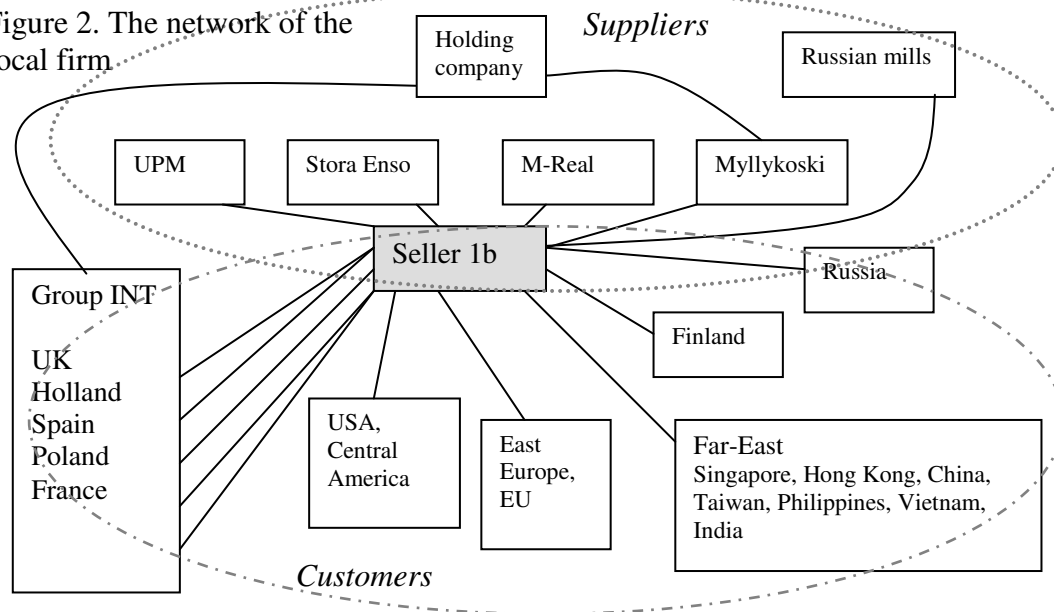 igure 2. The network of the
ocal firm
Suppliers
Holding
company
Russian mills
UPM
Stora Enso
M-Real
Myllykoski
Seller 1b
Russia
Group INT
UK
Holland
Spain
Poland
France
Finland
USA,
Central
America
East
Europe,
EU
Far-East
Singapore, Hong Kong, China,
Taiwan, Philippines, Vietnam,
India
Customers